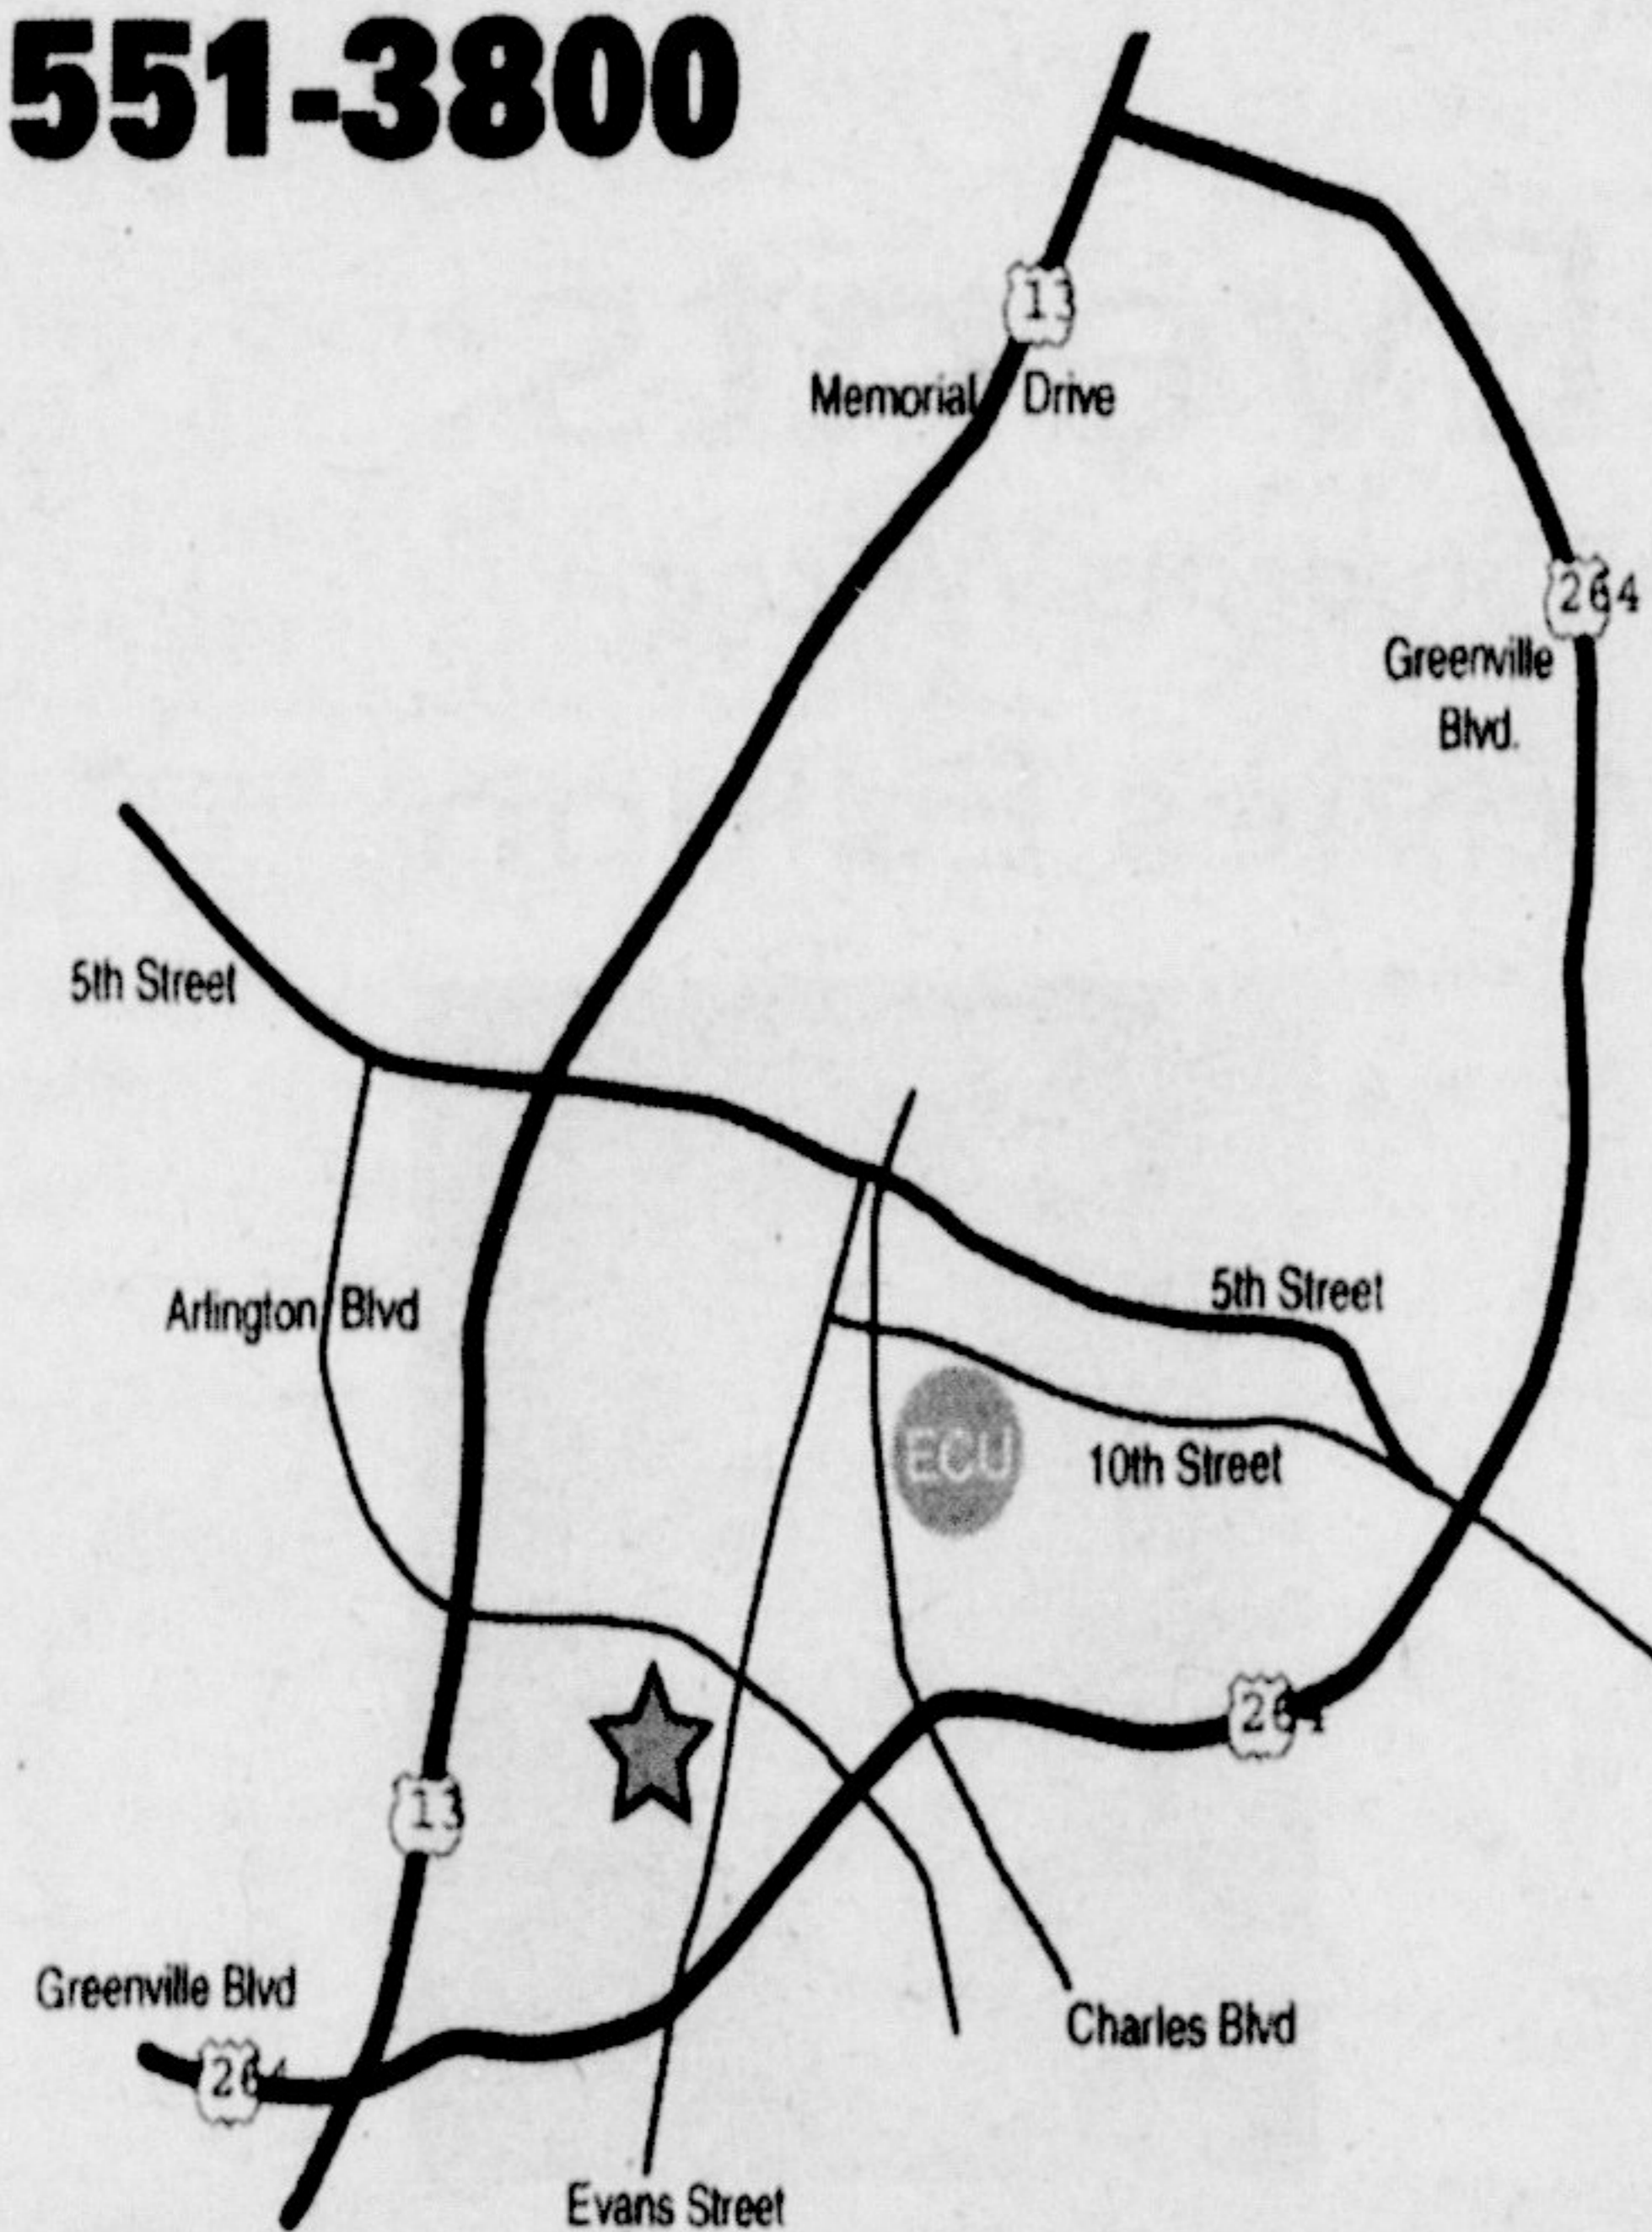 551-3800
13
Memorial Drive
264
Greenville
Blvd.
5th Street
Arlington Blvd
5th Street
ECU
10th Street
264
13
Greenville Blvd
264
Charles Blvd
Evans Street